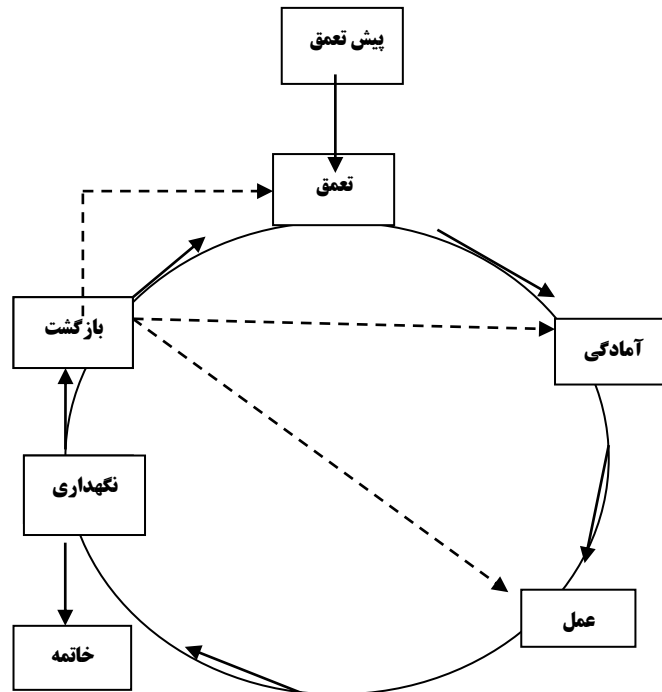 پیش تعمق
تعمق
بازگشت
آمادگی
نگهداری
عمل
خاتمه